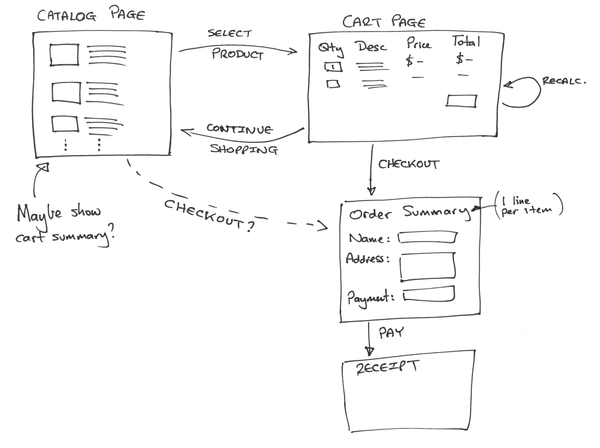 CATALOG PAGE
CART PAGE
SELECT
PRODUCT
Qty Desc Price Total
1 $- $-
RECALC.
CONTINUE
SHOPPING
CHECKOUT
Maybe show
cart summary?
CHECKOUT?
Order Summary
(1 line
per item)
Name:
Address:
Payment:
PAY
RECEIPT